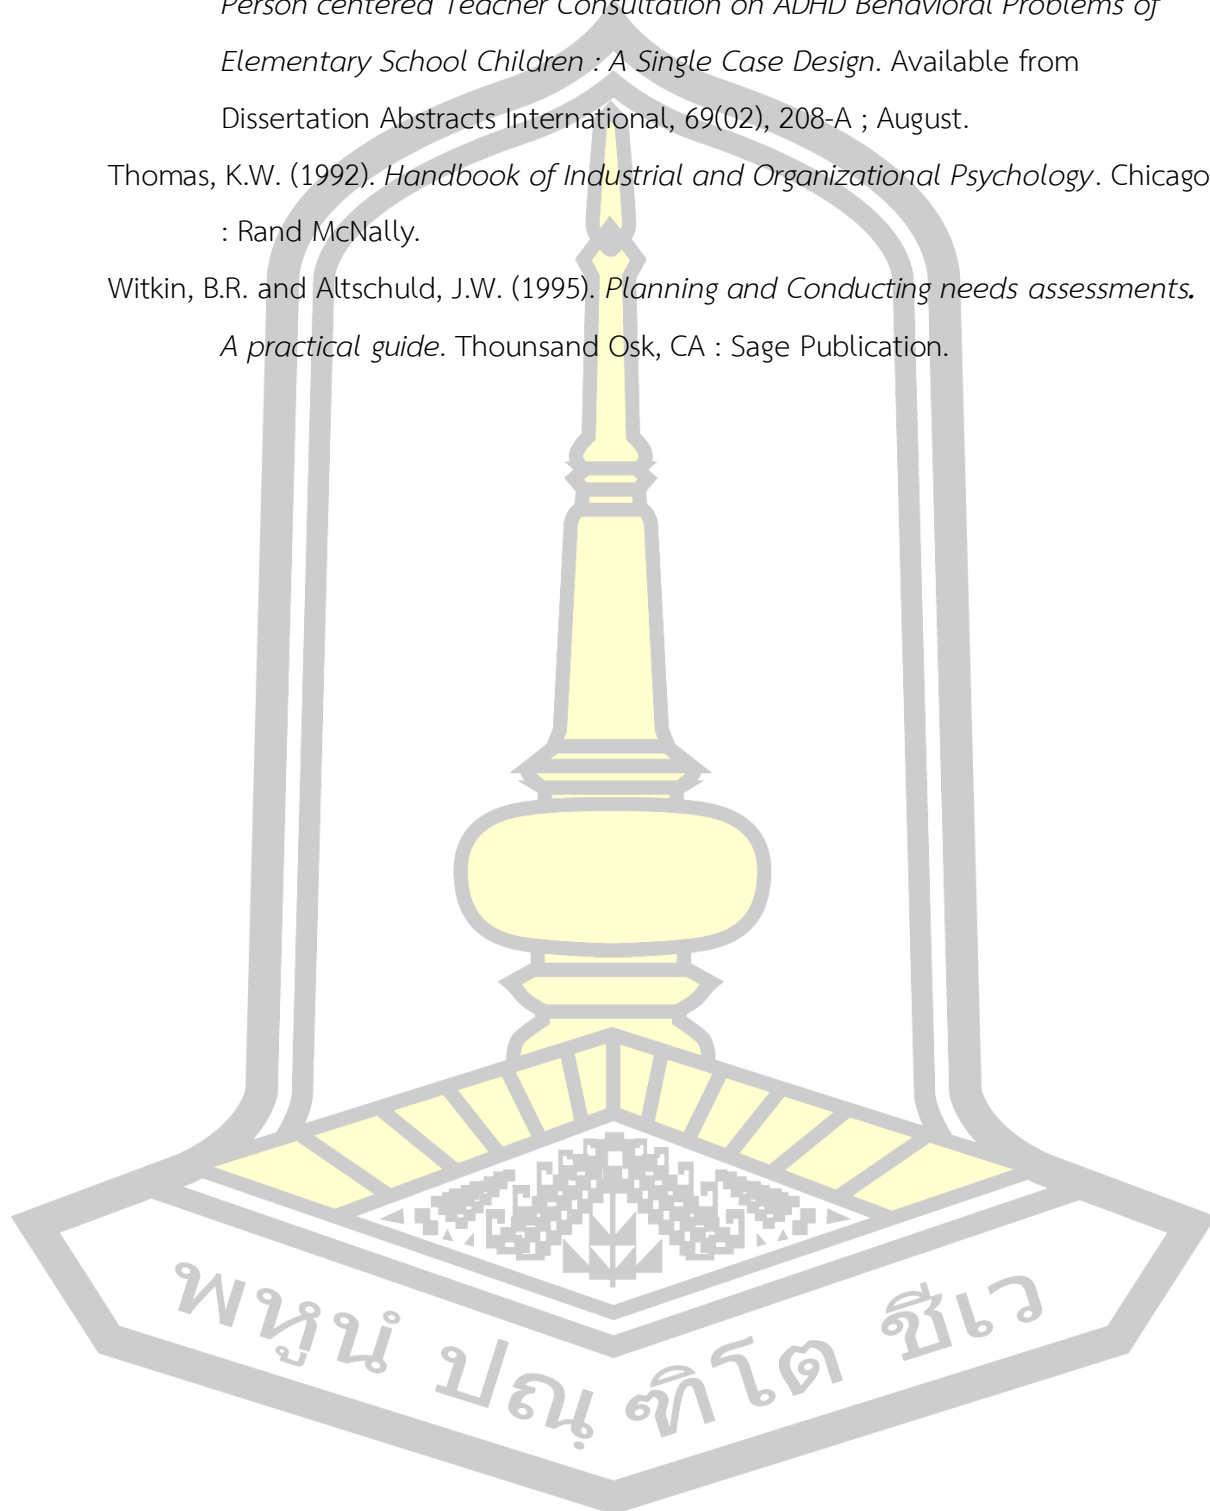 Person centered Teacher Consultation on ADHD Behavioral Problems of
Elementary School Children : A Single Case Design. Available from
Dissertation Abstracts International, 69(02), 208-A ; August.
Thomas, K.W. (1992). Handbook of Industrial and Organizational Psychology. Chicago
: Rand McNally.
Witkin, B.R. and Altschuld, J.W. (1995). Planning and Conducting needs assessments.
A practical guide. Thounsand Osk, CA : Sage Publication.
พหูนํ ปณฺ ฑิโต ชีเว